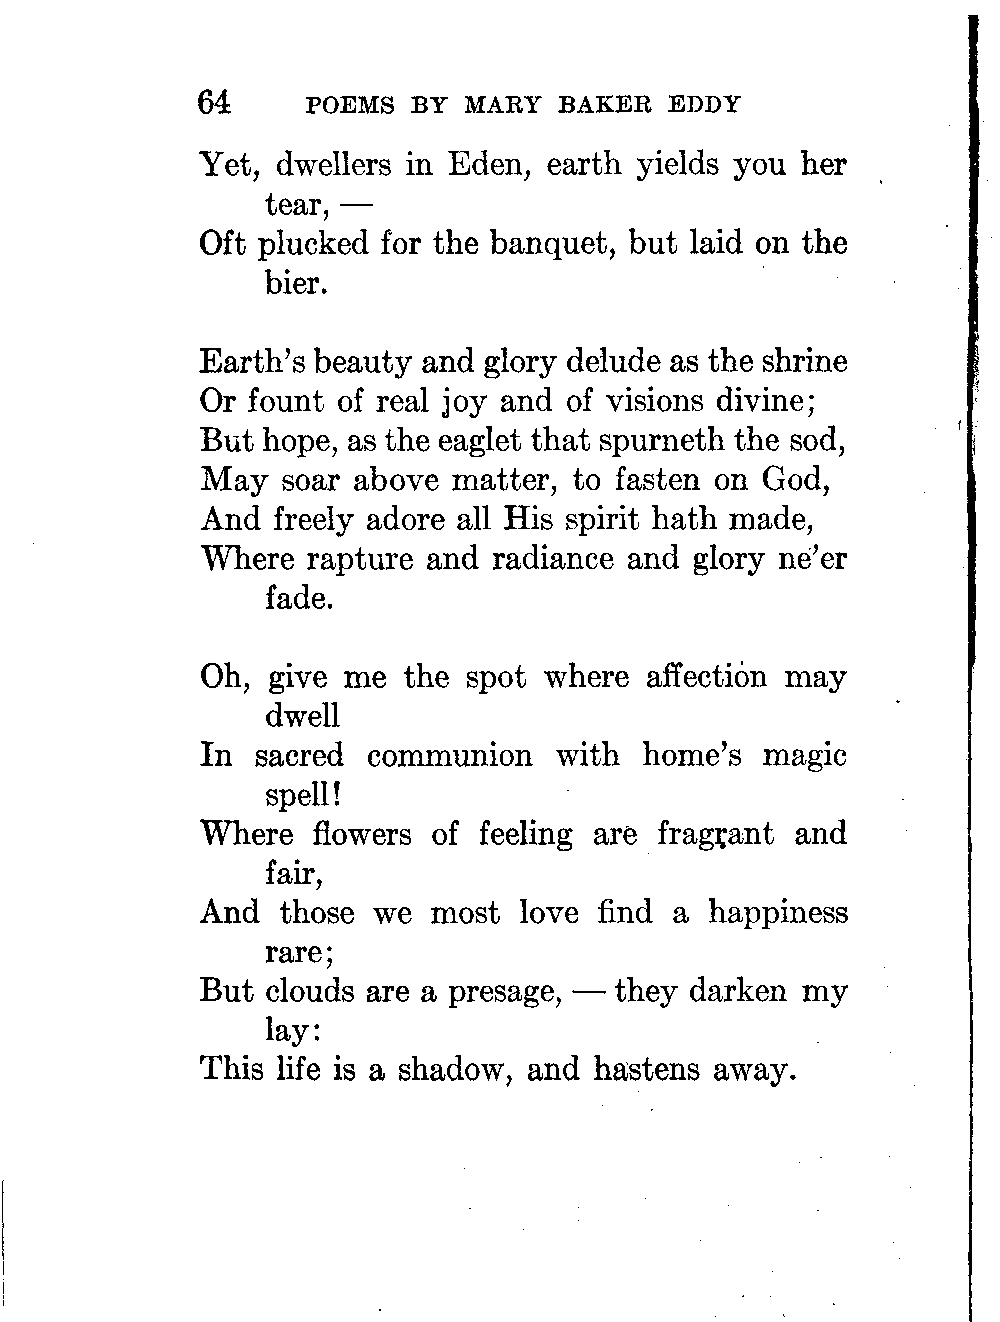 64 POEMS BY MARY BAKER EDDY
Yet, dwellers in Eden, earth yields you her
tear, —
Oft plucked for the banquet, but laid on the
bier.
Earth's beauty and glory delude as the shrine
Or fount of real joy and of visions divine;
But hope, as the eaglet that spurneth the sod,
May soar above matter, to fasten on God,
And freely adore all His spirit hath made,
Where rapture and radiance and glory ne'er
fade.
Oh, give me the spot where affection may
dwell
In sacred communion with home's magic
spell!
Where flowers of feeling are fragrant and
fair,
And those we most love find a happiness
rare;
But clouds are a presage, — they darken my
lay:
This life is a shadow, and hastens away.